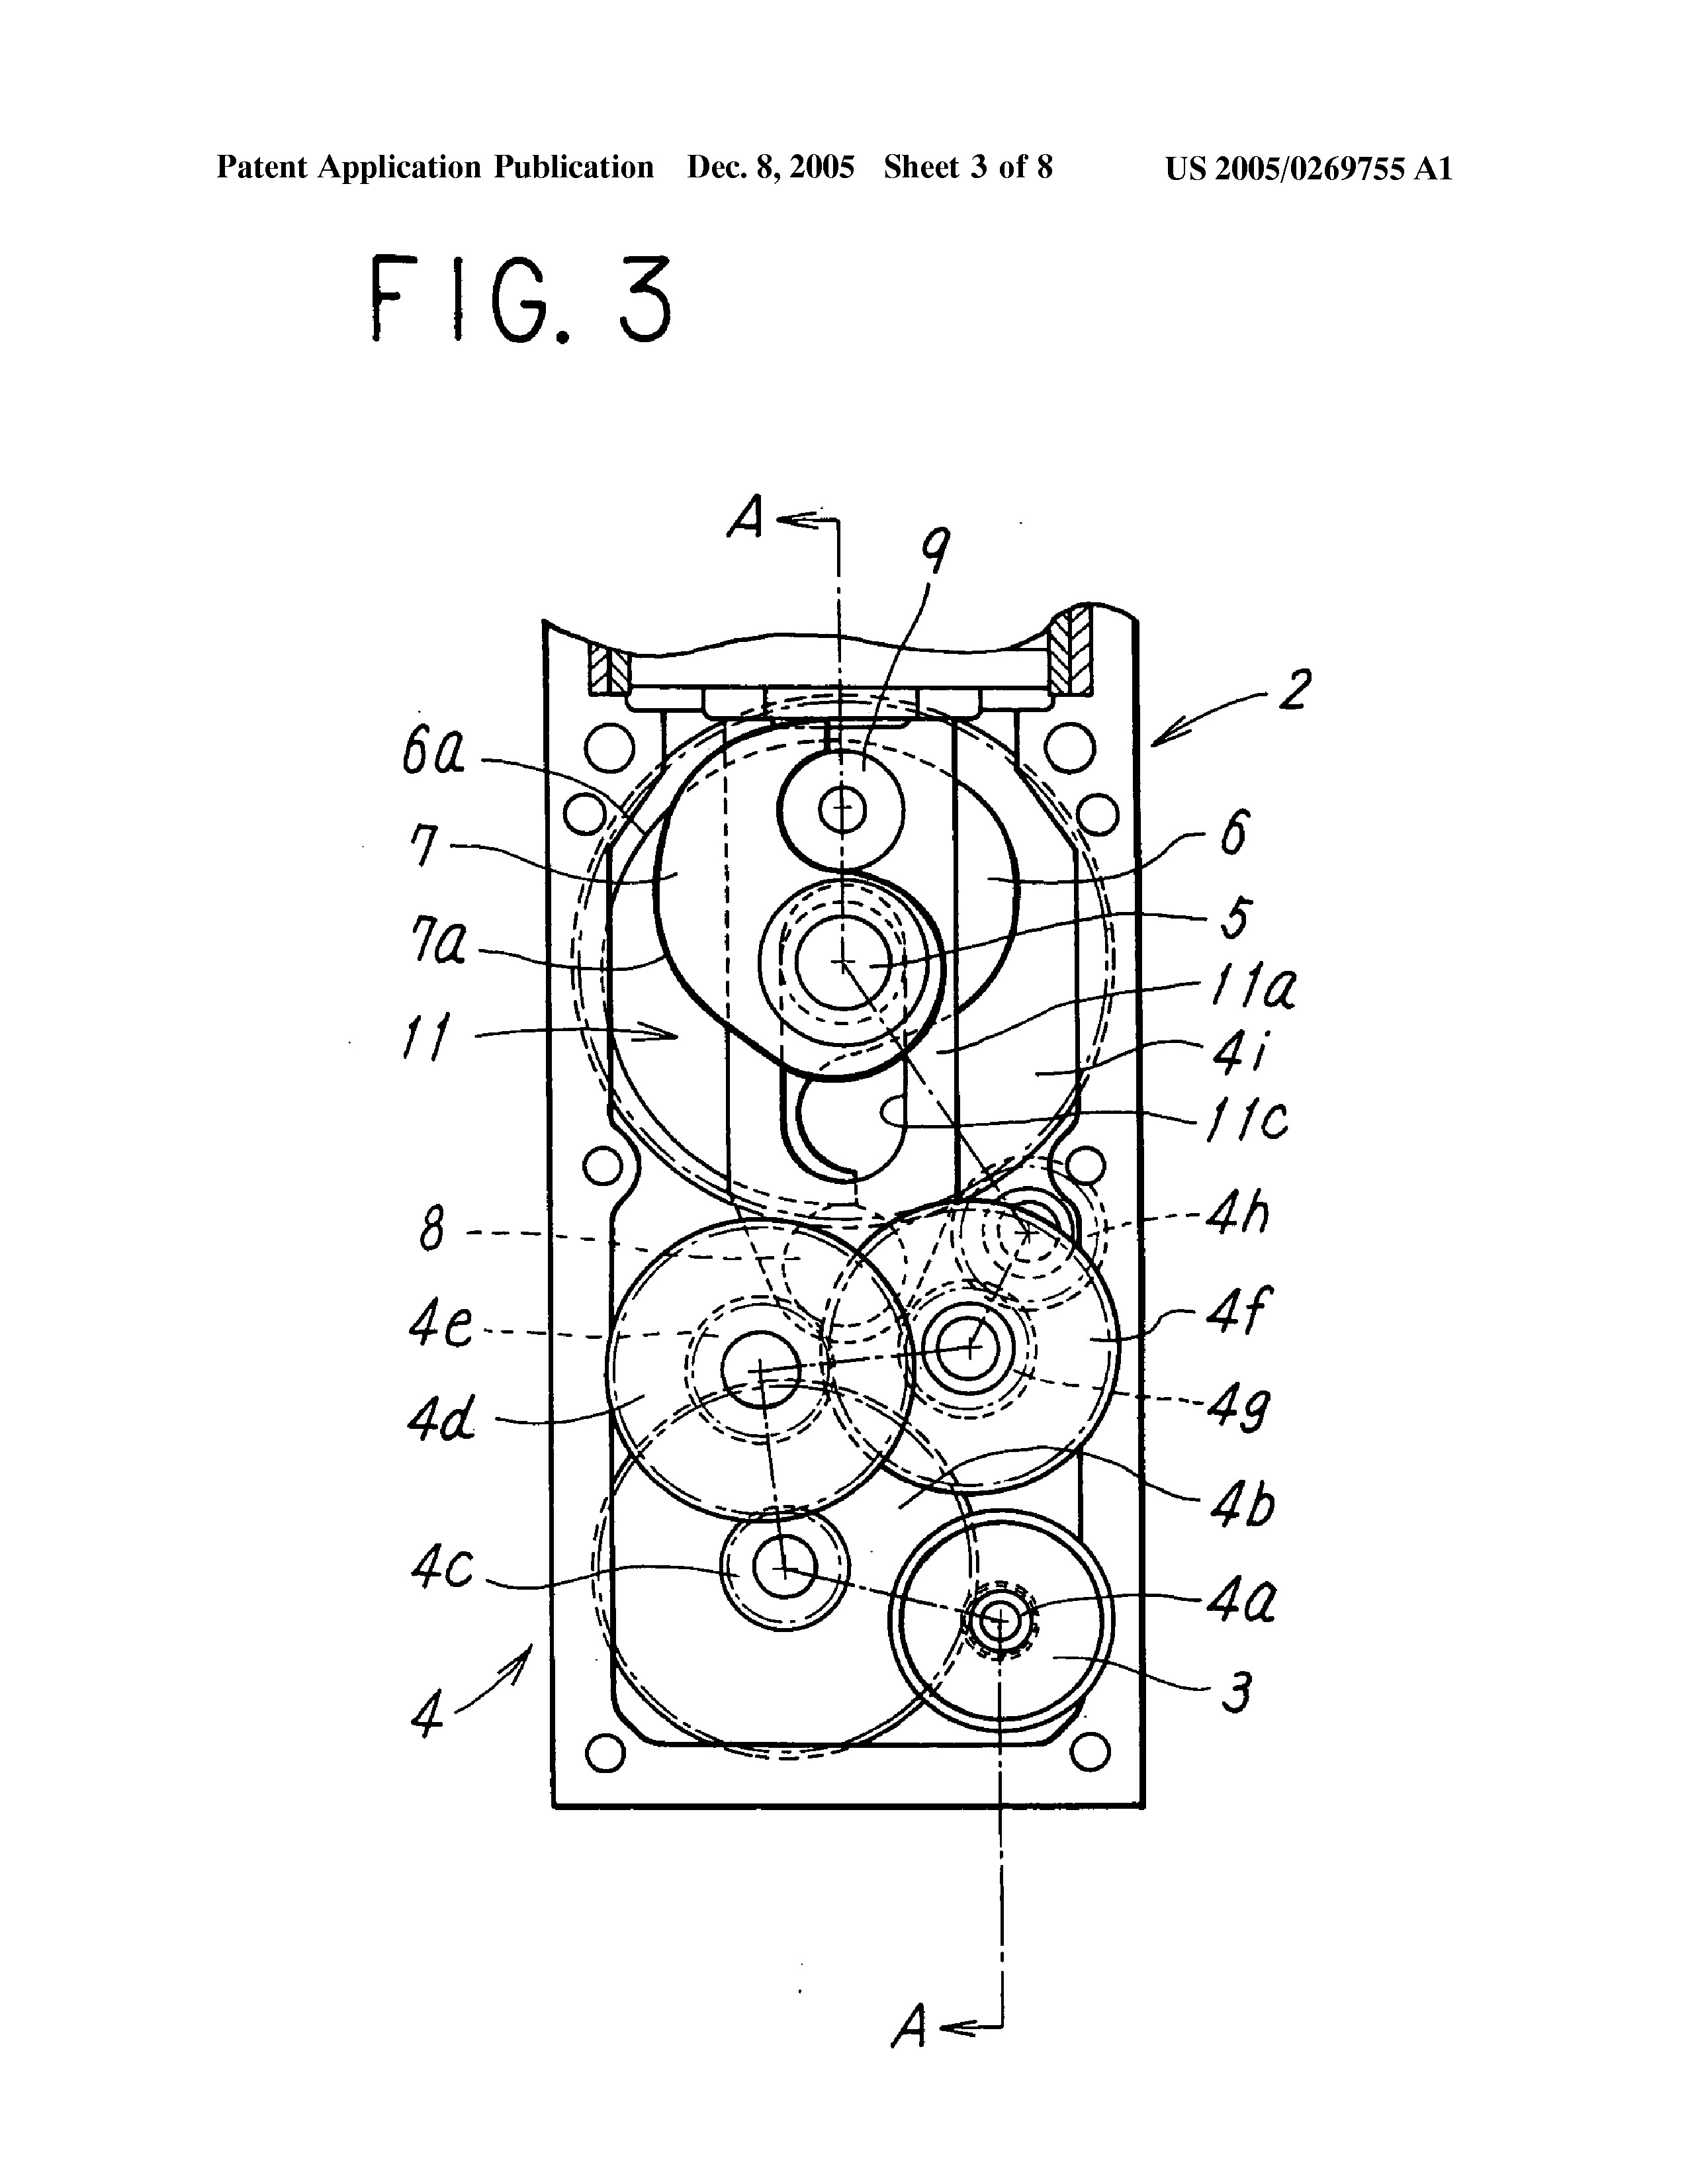 Patent Application Publication Dec. 8, 2005 Sheet 3 of 8 US 2005/0269755 A1
FIG. 3
A
9
2
6a
7
6
7a
5
11
11a
4i
11c
8
4h
4e
4f
4d
4g
4b
4c
4a
4
3
A